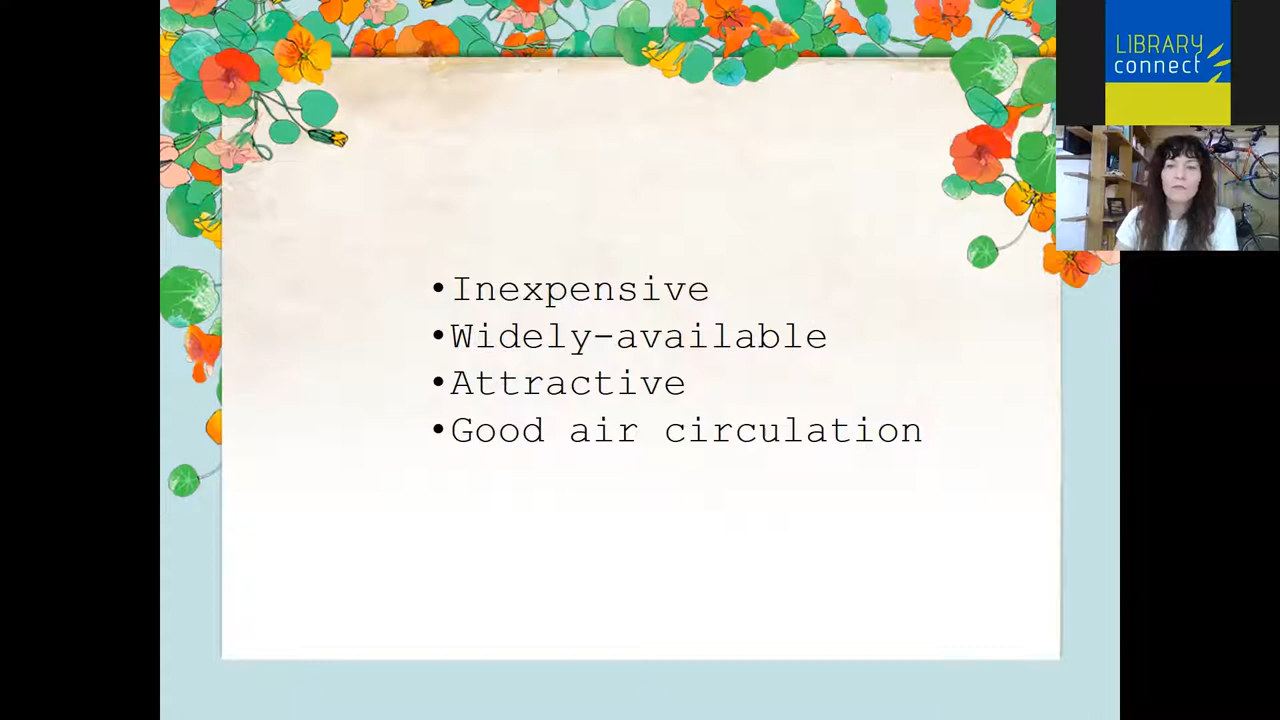 LIBRARY
connect
•Inexpensive
•Widely-available
•Attractive
•Good air circulation